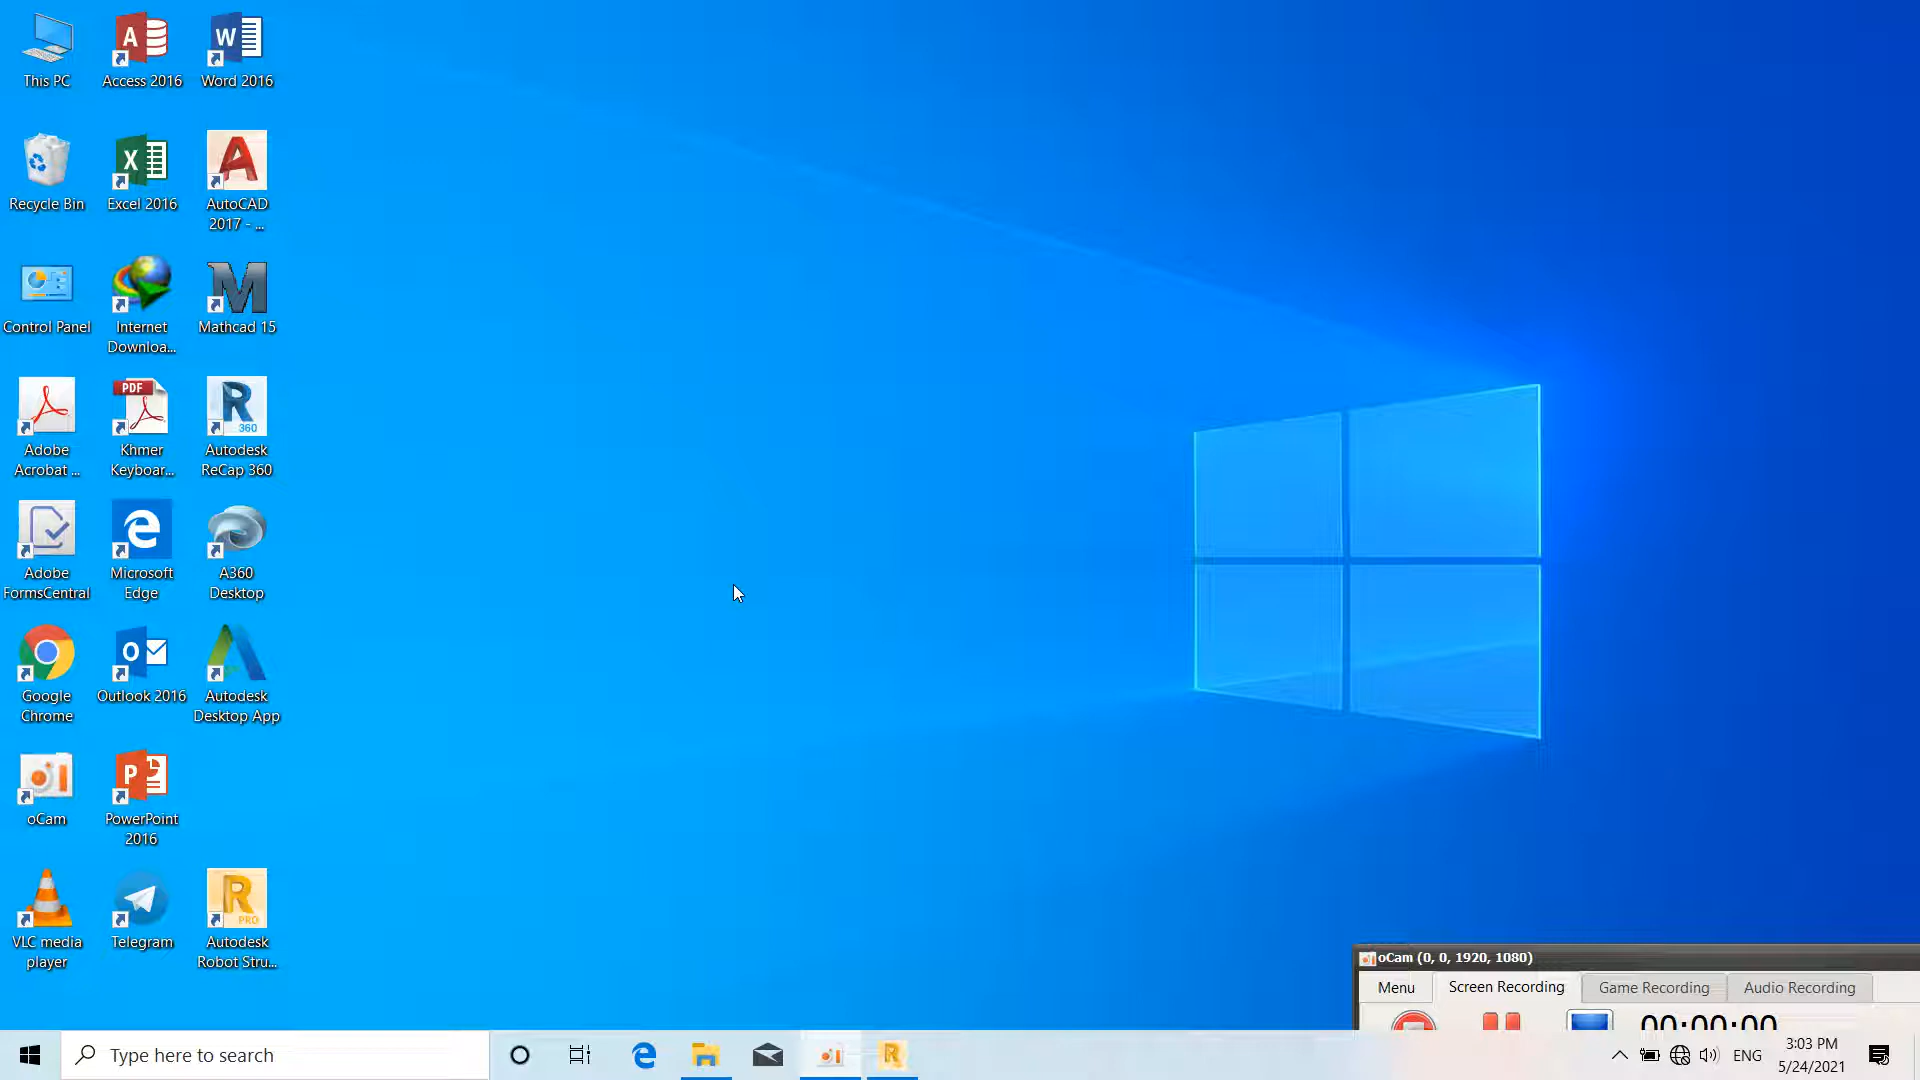 This PC
Access 2016
Word 2016
Recycle Bin
Excel 2016
AutoCAD
2017 - ...
Control Panel
Internet
Downloa...
Mathcad 15
PDF
360
Adobe
Acrobat ...
Khmer
Keyboar...
Autodesk
ReCap 360
Adobe
FormsCentral
Microsoft
Edge
A360
Desktop
Google
Chrome
Outlook 2016
Autodesk
Desktop App
oCam
PowerPoint
2016
PRO
VLC media
player
Telegram
Autodesk
Robot Stru...
oCam (0, 0, 1920, 1080)
Menu
Screen Recording
Game Recording
Audio Recording
00:00:00
Type here to search
ENG
3:03 PM
5/24/2021